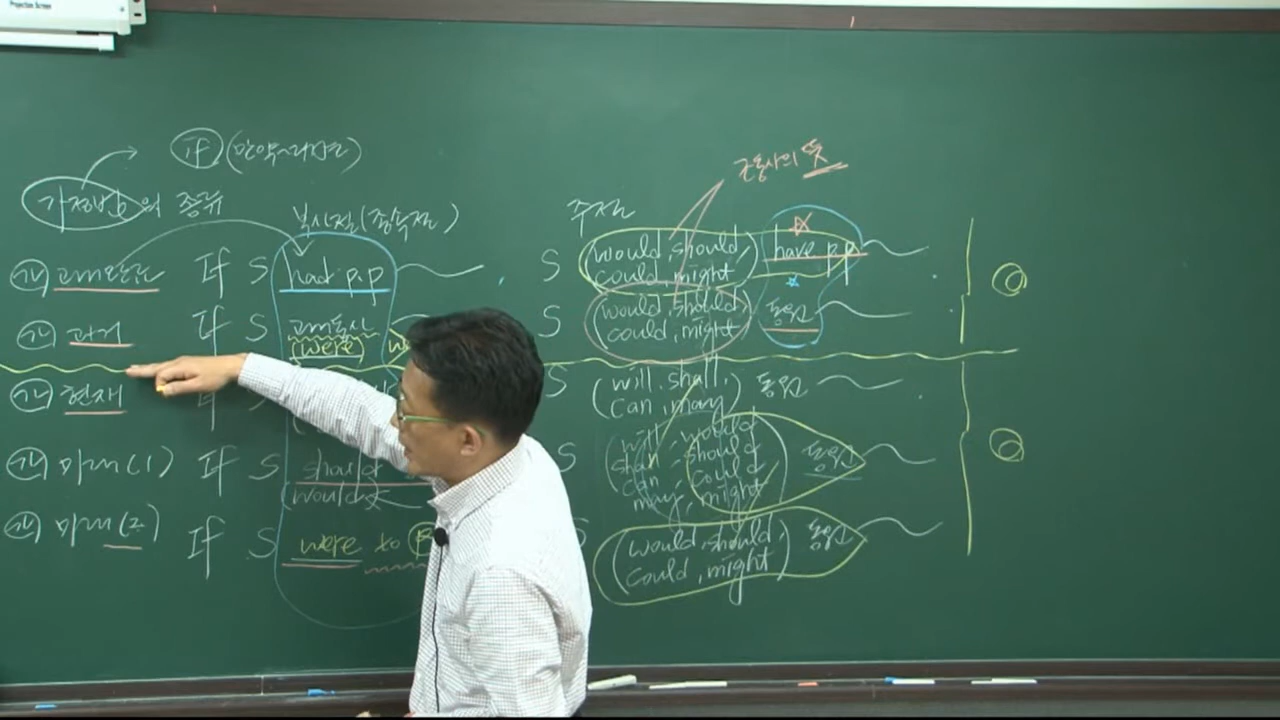 Projection Screen
if (만약~라면)
조동사의 뜻
가정법의 종류
부사절(종속절) 주절
가 과거완료 If S had p.p S (would, should, could, might) have p.p
가 과거 If S 과거동사 (were) S (would, should, could, might) 동원
가 현재 If S S (will, shall, can, may) 동원
가 미래(1) If S should (would) S will shall can may would should could might 동원
가 미래(2) If S were to S (would, should, could, might) 동원